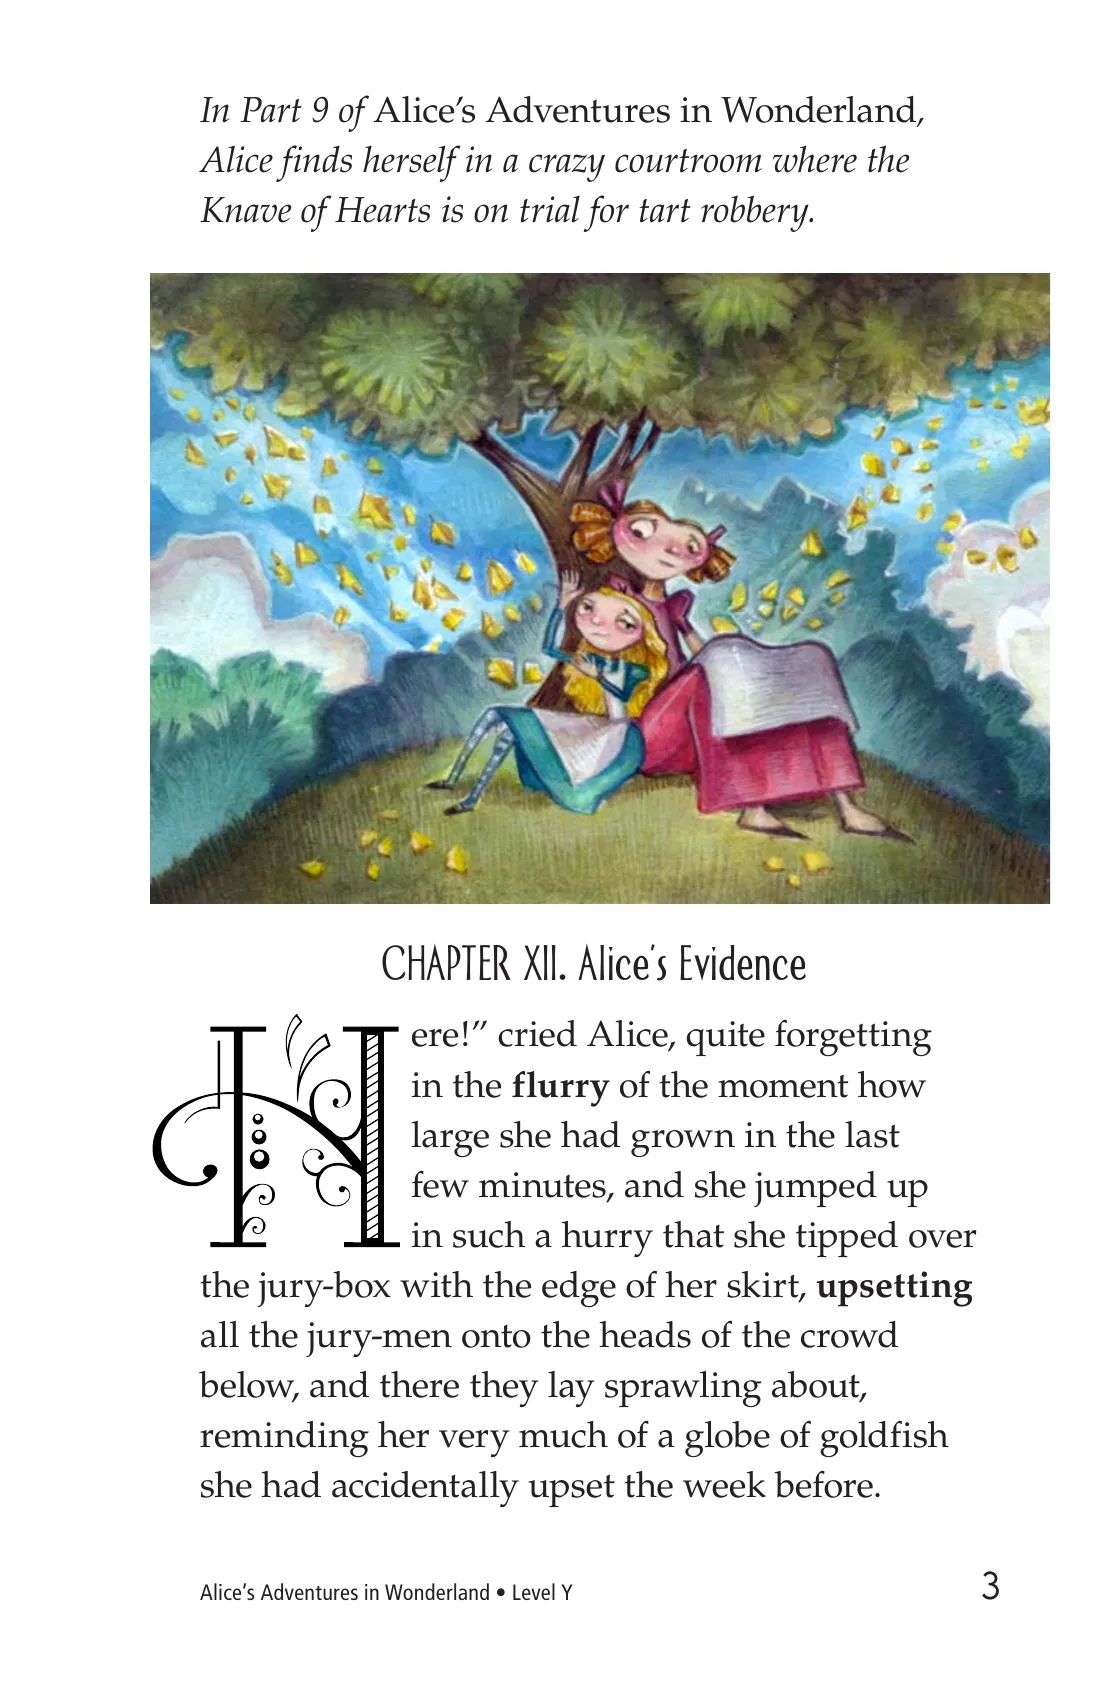 In Part 9 of Alice’s Adventures in Wonderland,
Alice finds herself in a crazy courtroom where the
Knave of Hearts is on trial for tart robbery.
CHAPTER XII. Alice's Evidence
Here!” cried Alice, quite forgetting
in the flurry of the moment how
large she had grown in the last
few minutes, and she jumped up
in such a hurry that she tipped over
the jury-box with the edge of her skirt, upsetting
all the jury-men onto the heads of the crowd
below, and there they lay sprawling about,
reminding her very much of a globe of goldfish
she had accidentally upset the week before.
Alice’s Adventures in Wonderland • Level Y
3